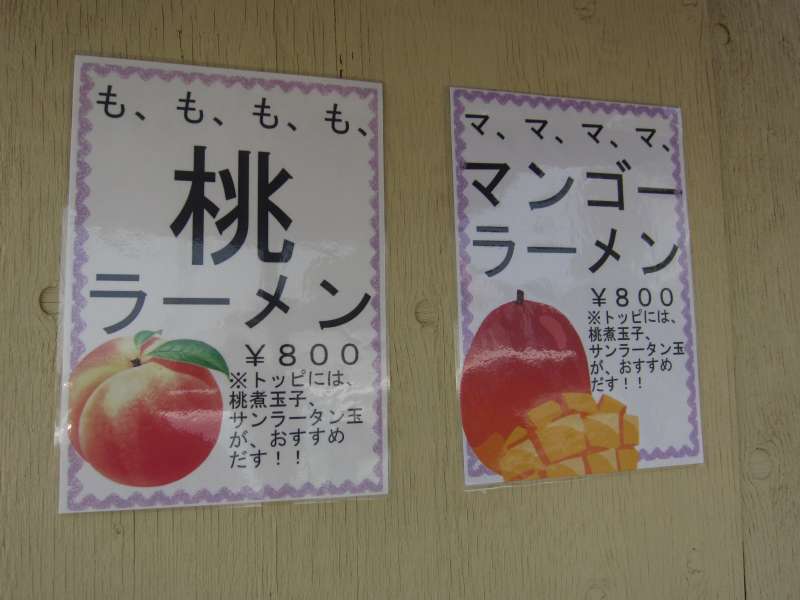 も、も、も、も、
桃
ラーメン
￥８００
※トッピには、
桃煮玉子、
サンラータン玉
が、おすすめ
だす！！
マ、マ、マ、マ、
マンゴー
ラーメン
￥８００
※トッピには、
桃煮玉子、
サンラータン玉
が、おすすめ
だす！！